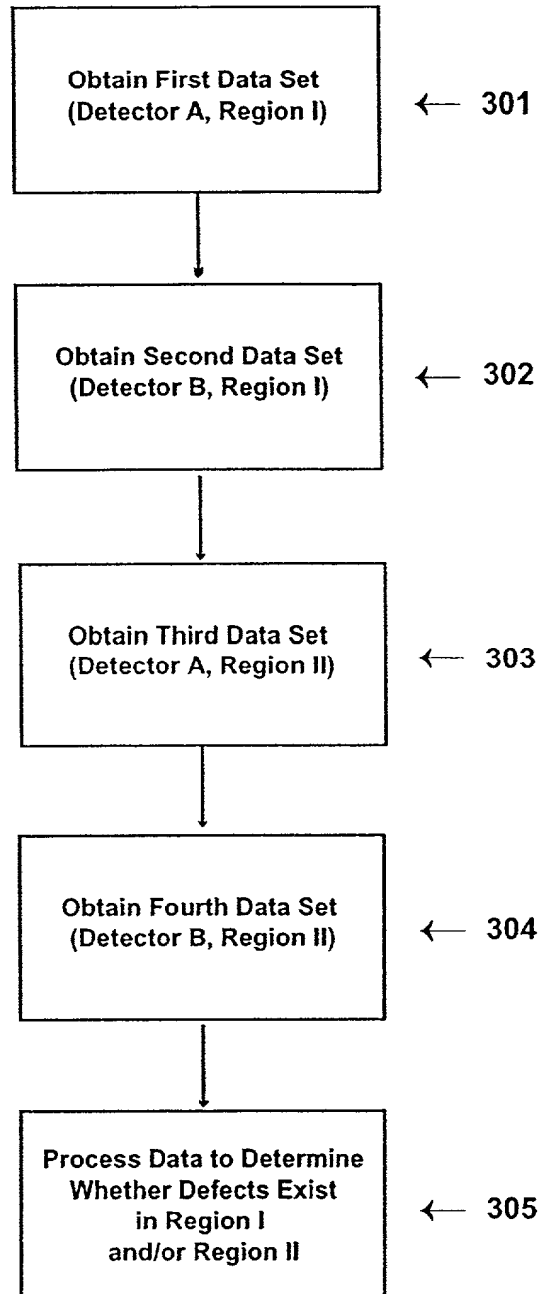 Obtain First Data Set
(Detector A, Region I)
← 301
Obtain Second Data Set
(Detector B, Region I)
← 302
Obtain Third Data Set
(Detector A, Region II)
← 303
Obtain Fourth Data Set
(Detector B, Region II)
← 304
Process Data to Determine
Whether Defects Exist
in Region I
and/or Region II
← 305